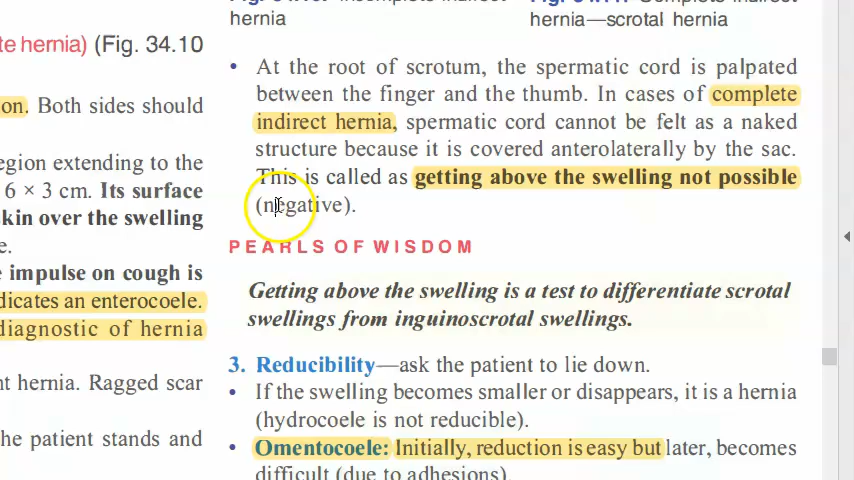 te hernia) (Fig. 34.10
on. Both sides should
egion extending to the
6 × 3 cm. Its surface
kin over the swelling
e.
e impulse on cough is
dicates an enterocoele.
diagnostic of hernia
nt hernia. Ragged scar
he patient stands and
hernia
hernia—scrotal hernia
• At the root of scrotum, the spermatic cord is palpated
between the finger and the thumb. In cases of complete
indirect hernia, spermatic cord cannot be felt as a naked
structure because it is covered anterolaterally by the sac.
This is called as getting above the swelling not possible
(negative).
PEARLS OF WISDOM
Getting above the swelling is a test to differentiate scrotal
swellings from inguinoscrotal swellings.
3. Reducibility—ask the patient to lie down.
• If the swelling becomes smaller or disappears, it is a hernia
(hydrocoele is not reducible).
• Omentocoele: Initially, reduction is easy but later, becomes
difficult (due to adhesions).